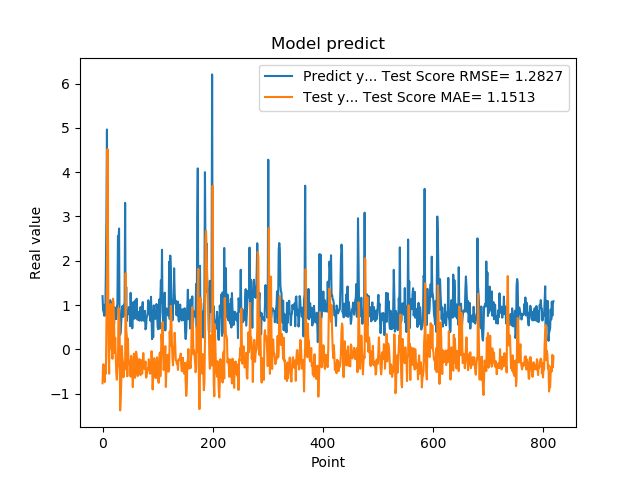 Model predict
Predict y... Test Score RMSE= 1.2827
Test y... Test Score MAE= 1.1513
Real value
6
5
4
3
2
1
0
−1
0 200 400 600 800
Point